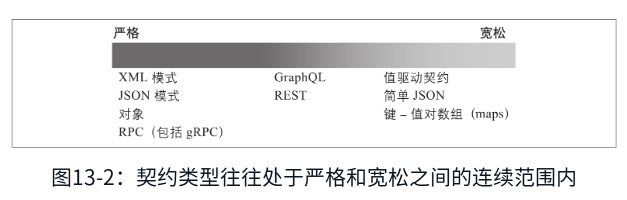 严格 宽松
XML 模式 GraphQL 值驱动契约
JSON 模式 REST 简单 JSON
对象 键 – 值对数组（maps）
RPC（包括 gRPC）
图13-2：契约类型往往处于严格和宽松之间的连续范围内